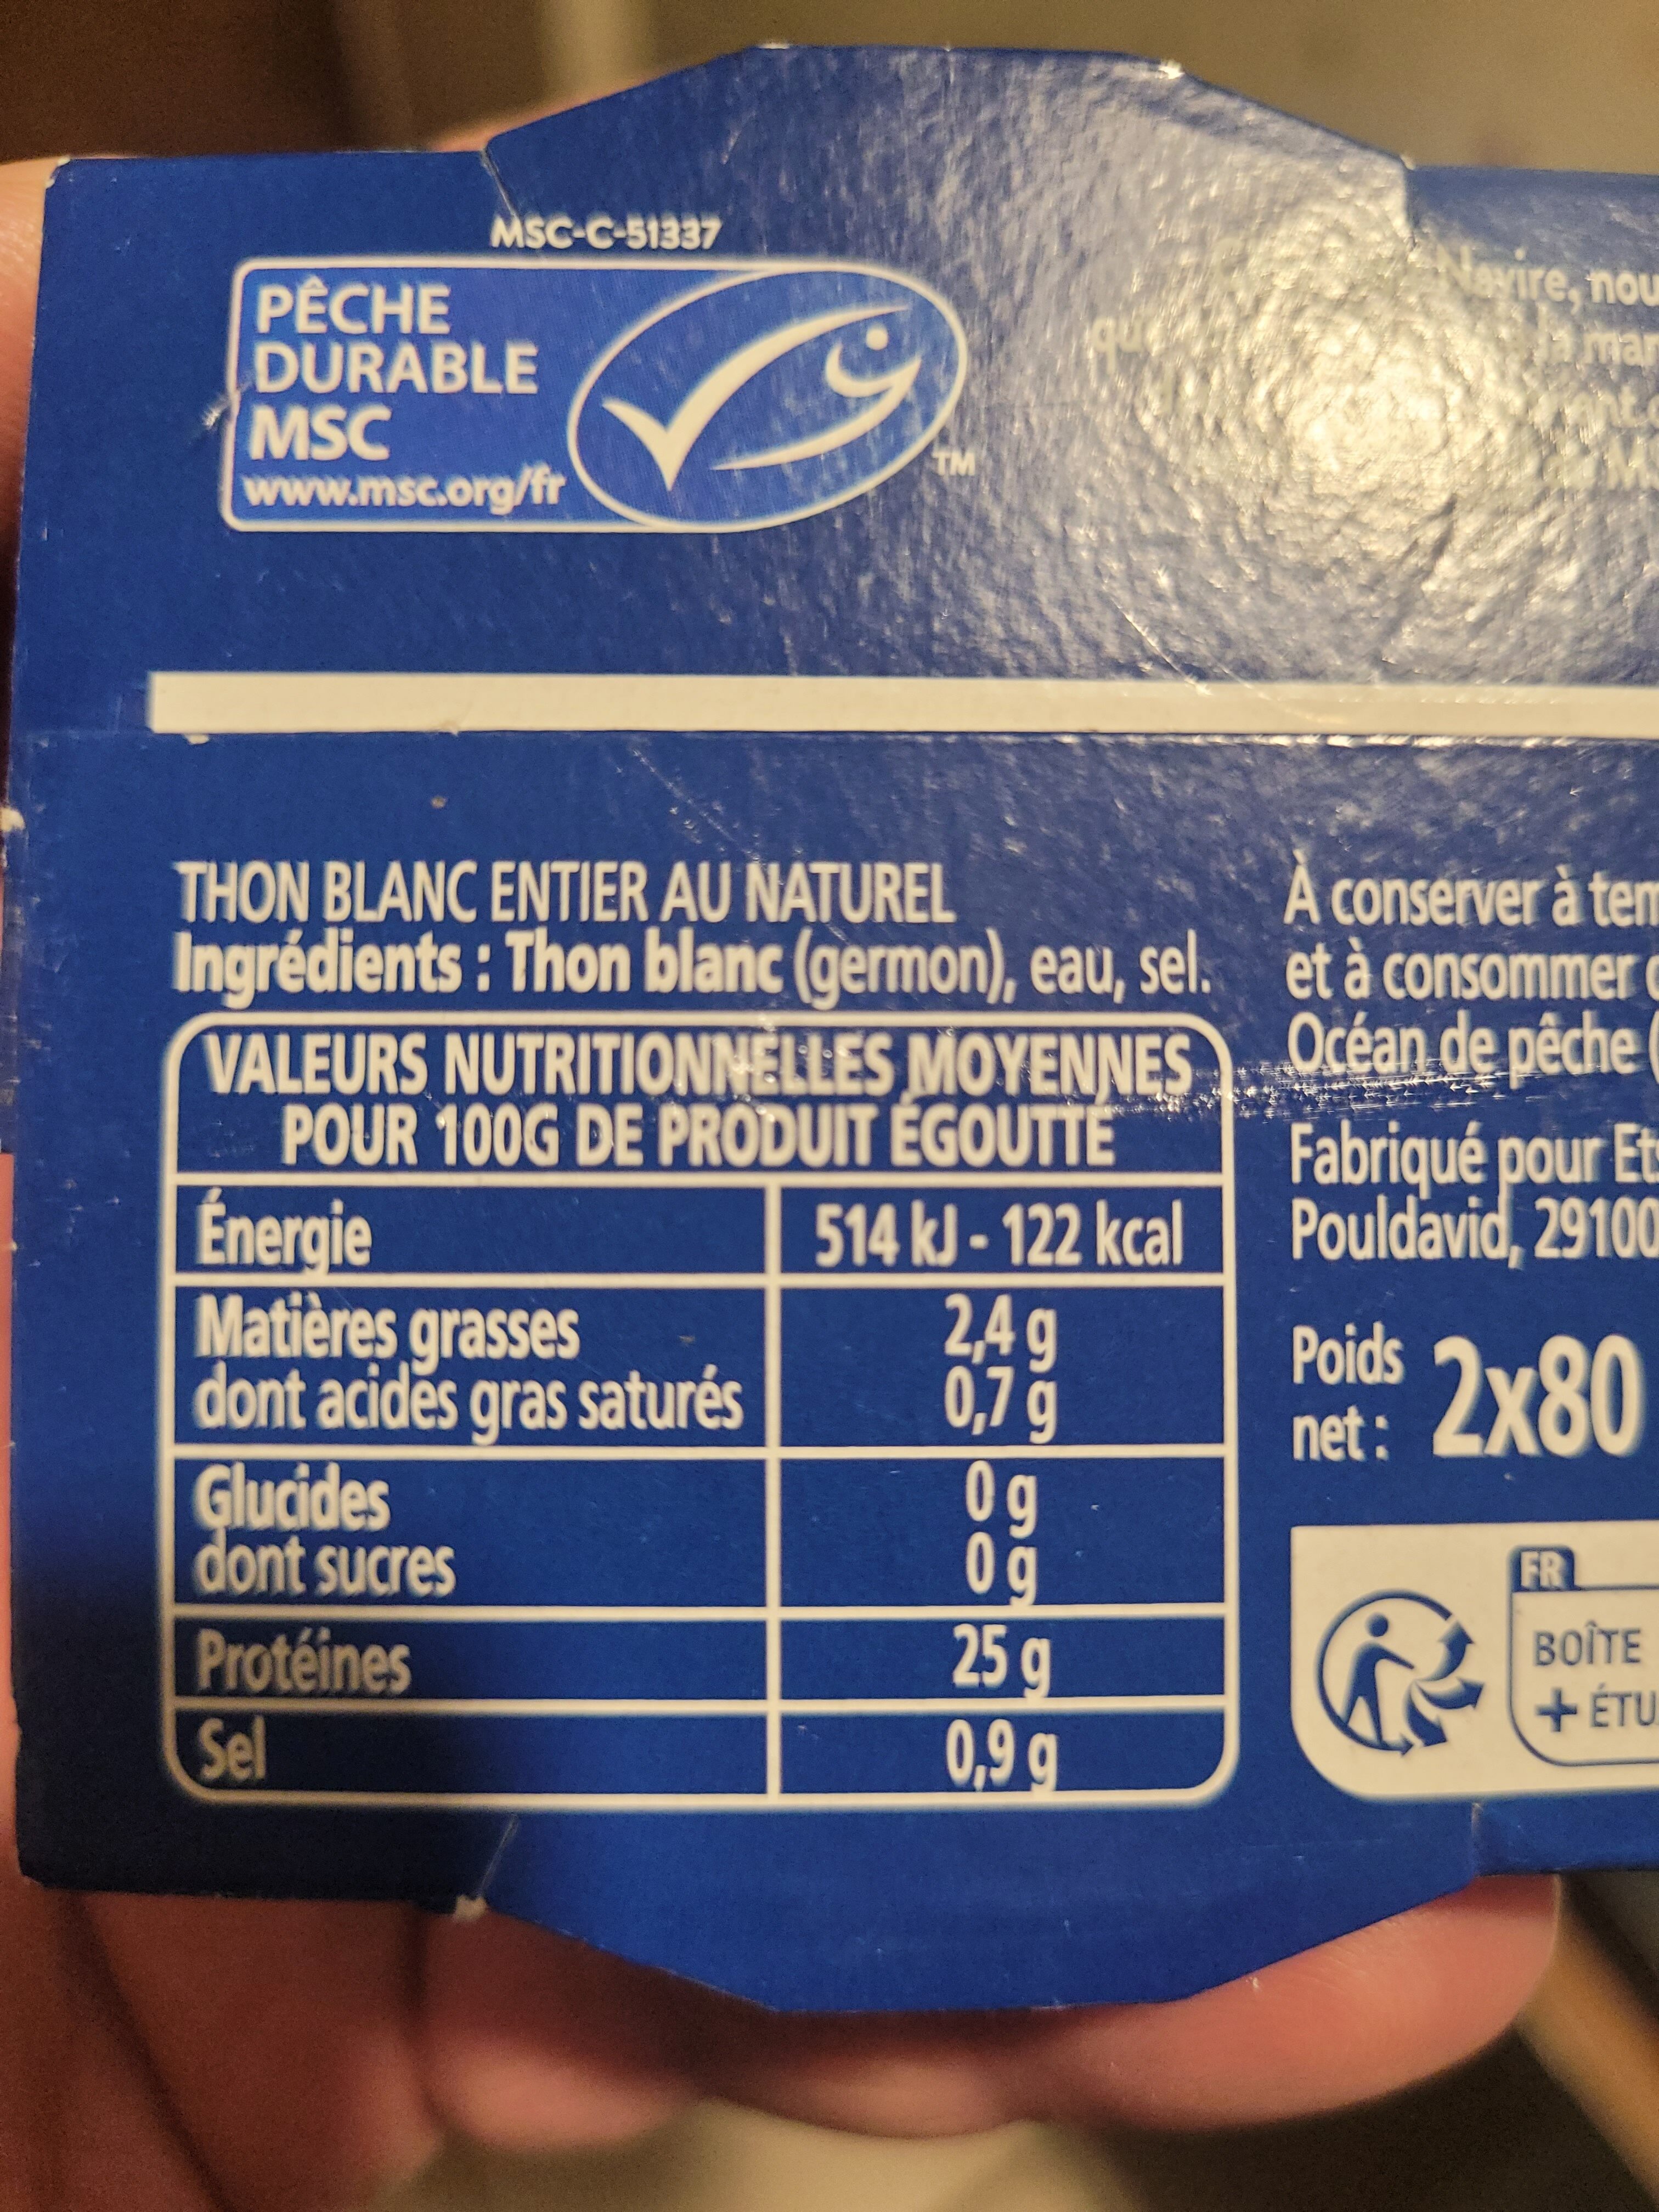 MSC-C-51337
PÊCHE
DURABLE
MSC
www.msc.org/fr
TM
Navire, nou
la mar
THON BLANC ENTIER AU NATUREL
Ingrédients : Thon blanc (germon), eau, sel.
VALEURS NUTRITIONNELLES MOYENNES
POUR 100G DE PRODUIT ÉGOUTTÉ
Énergie 514 kJ - 122 kcal
Matières grasses 2,4 g
dont acides gras saturés 0,7 g
Glucides 0 g
dont sucres 0 g
Protéines 25 g
Sel 0,9 g
À conserver à tem
et à consommer
Océan de pêche (
Fabriqué pour Ets
Pouldavid, 29100
Poids
net : 2x80
FR
BOÎTE
+ ÉTU